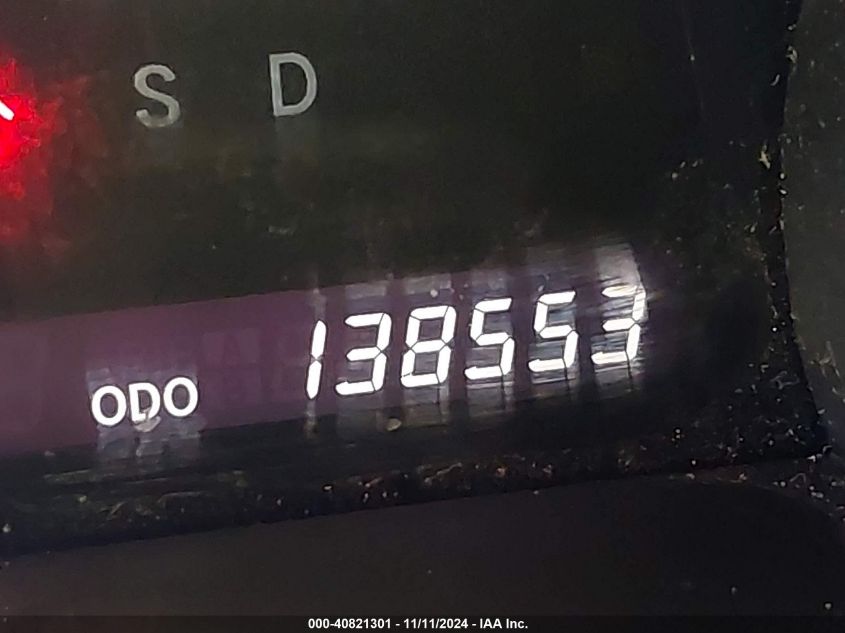 S D
ODO 138553
000-40821301 - 11/11/2024 - IAA Inc.